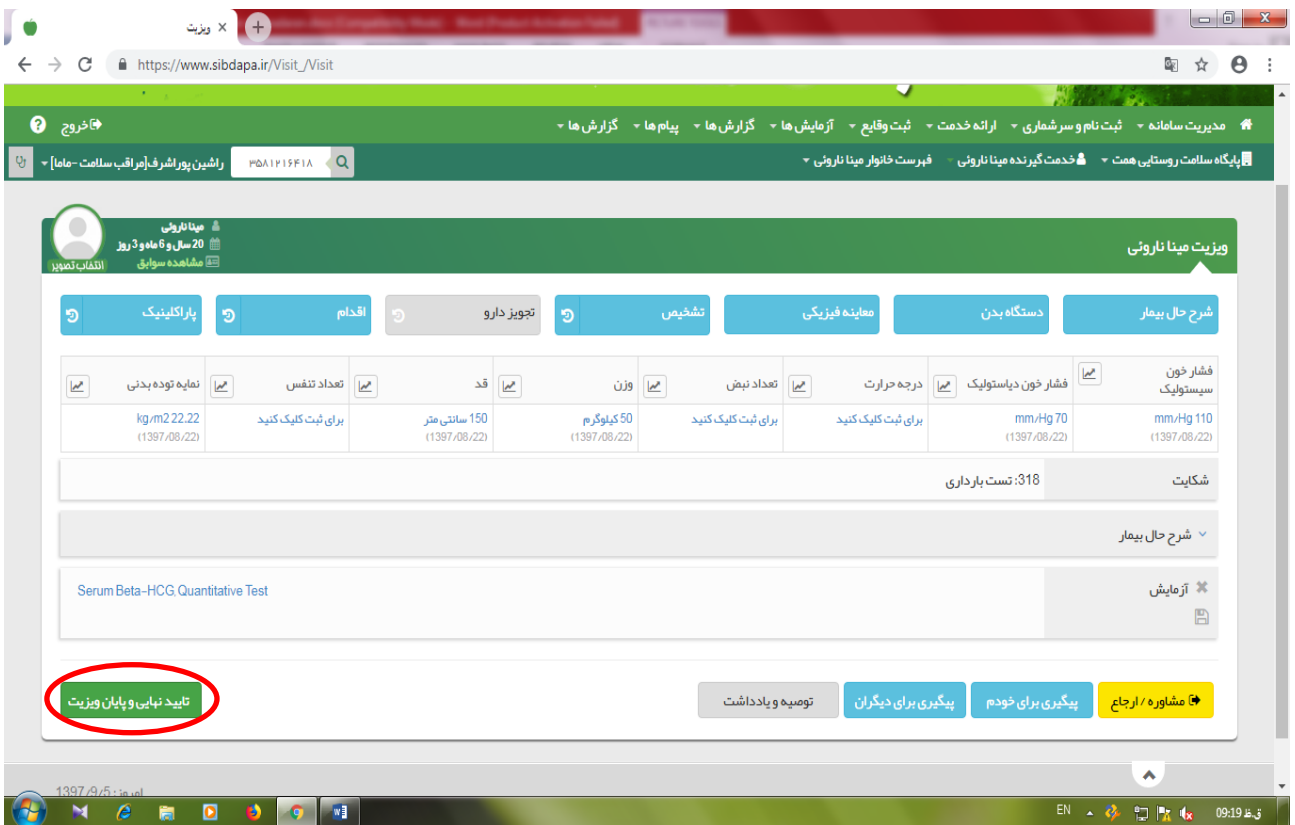 ویزیت
https://www.sibdapa.ir/Visit_/Visit
مدیریت سامانه ثبت نام و سرشماری ارائه خدمت ثبت وقایع آزمایش ها گزارش ها پیام ها گزارش ها خروج
پایگاه سلامت روستایی همت خدمت گیرنده مینا ناروئی فهرست خانوار مینا ناروئی ۳۵۸۱۲۱۶۴۱۸ راشین پوراشرف[مراقب سلامت -ماما]
ویزیت مینا ناروئی
مینا ناروئی
20 سال و 6 ماه و 3 روز
مشاهده سوابق
انتخاب تصویر
شرح حال بیمار دستگاه بدن معاینه فیزیکی تشخیص تجویز دارو اقدام پاراکلینیک
فشار خون سیستولیک فشار خون دیاستولیک درجه حرارت تعداد نبض وزن قد تعداد تنفس نمایه توده بدنی
mm/Hg 110 mm/Hg 70 برای ثبت کلیک کنید برای ثبت کلیک کنید 50 کیلوگرم 150 سانتی متر برای ثبت کلیک کنید kg/m2 22.22
(1397/08/22) (1397/08/22) (1397/08/22) (1397/08/22) (1397/08/22)
شکایت 318: تست بارداری
شرح حال بیمار
آزمایش Serum Beta-HCG, Quantitative Test
مشاوره / ارجاع پیگیری برای خودم پیگیری برای دیگران توصیه و یادداشت تایید نهایی و پایان ویزیت
امروز: 1397/9/5
EN 09:19 ق.ظ